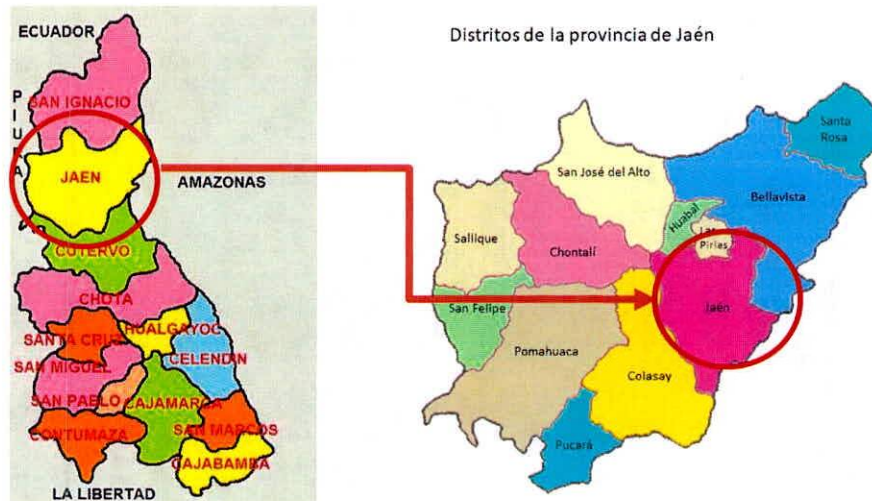 ECUADOR
PIURA
SAN IGNACIO
JAEN
AMAZONAS
CUTERVO
CHOTA
HUALGAYOC
SANTA CRUZ
CELENDIN
SAN MIGUEL
SAN PABLO
CAJAMARCA
CONTUMAZA
SAN MARCOS
CAJABAMBA
LA LIBERTAD
Distritos de la provincia de Jaén
Santa
Rosa
San José del Alto
Bellavista
Huabal
Las
Pirias
Sallique
Chontalí
San Felipe
Jaén
Pomahuaca
Colasay
Pucará